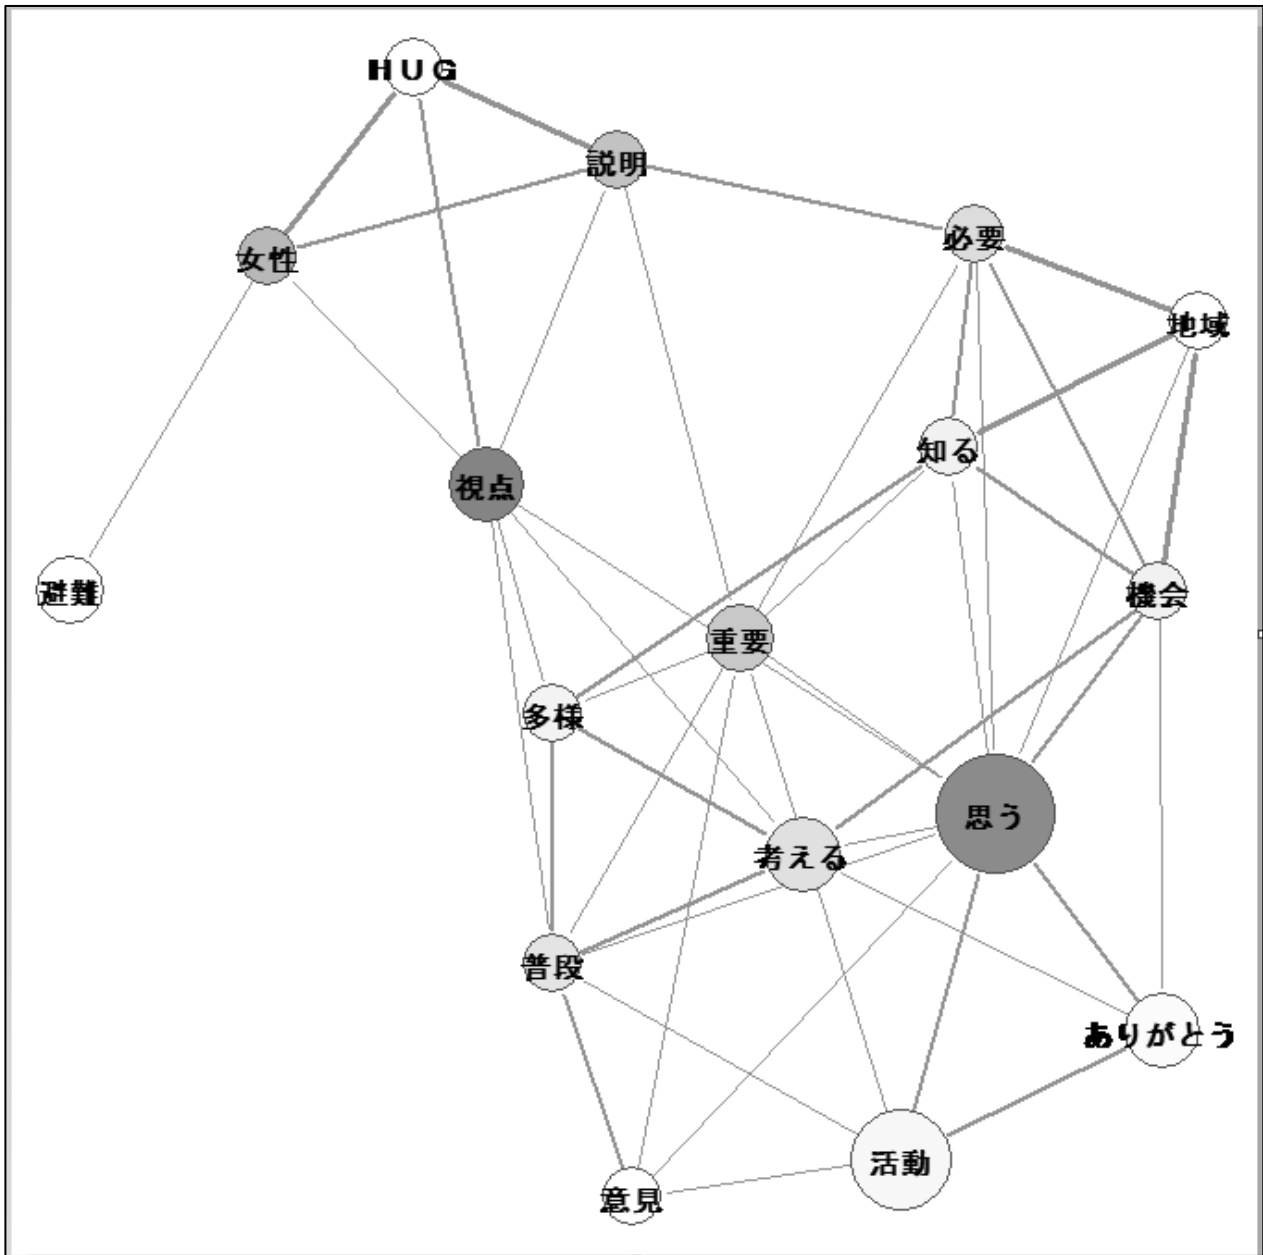 ＨＵＧ
説明
必要
女性
地域
知る
視点
避難
機会
重要
多様
思う
考える
普段
ありがとう
活動
意見